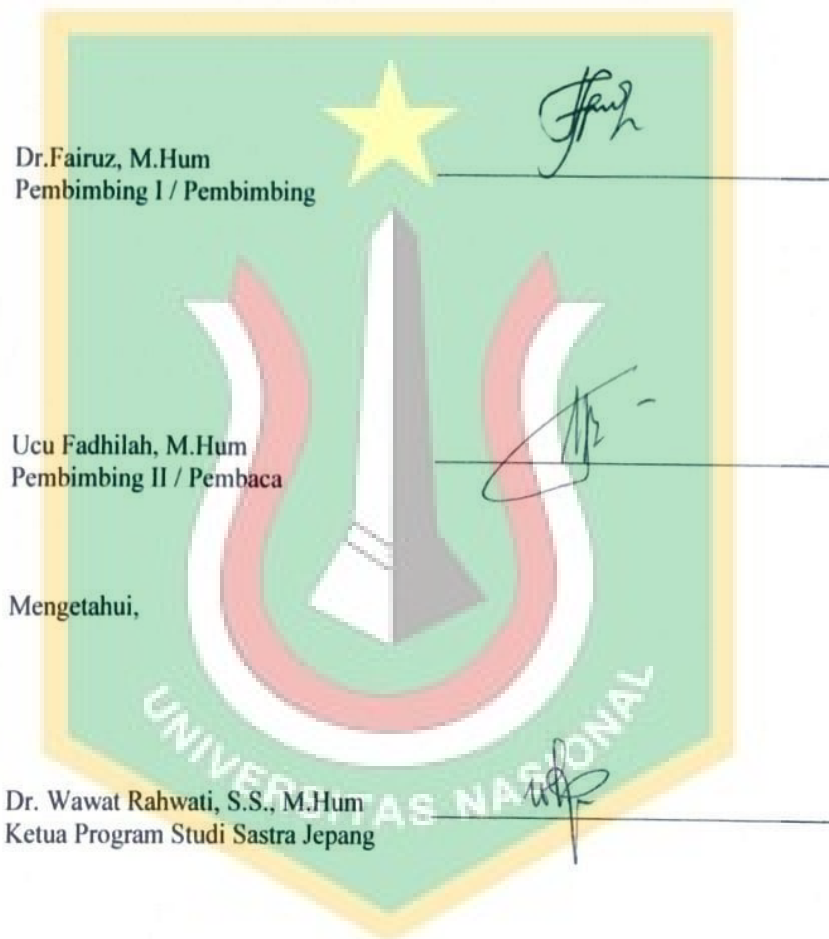 Dr.Fairuz, M.Hum
Pembimbing I / Pembimbing
Ucu Fadhilah, M.Hum
Pembimbing II / Pembaca
Mengetahui,
UNIVERSITAS NASIONAL
Dr. Wawat Rahwati, S.S., M.Hum
Ketua Program Studi Sastra Jepang